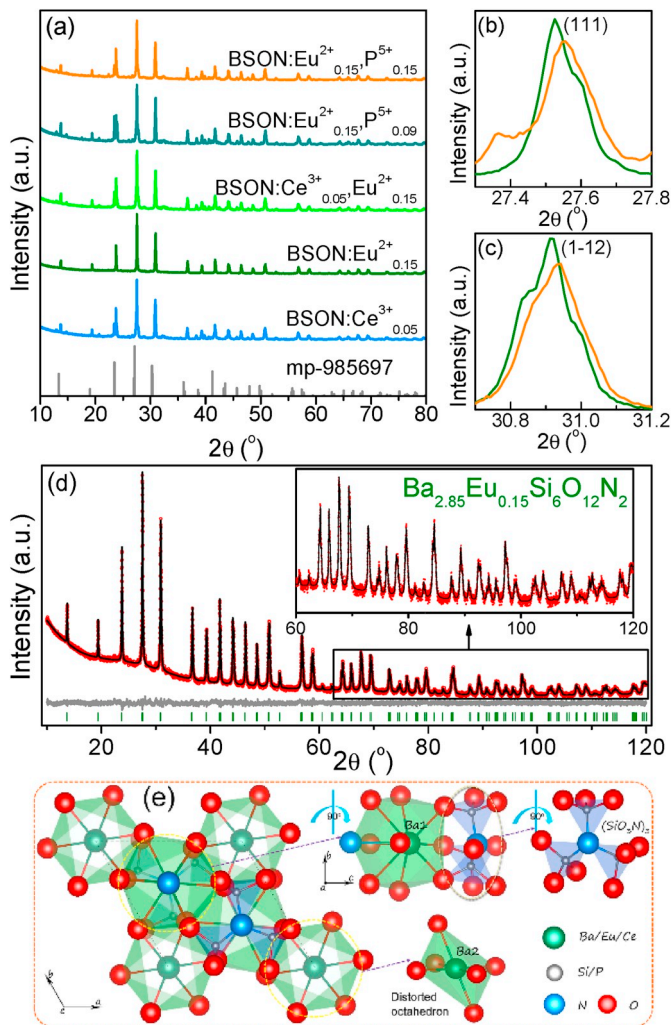 (a)
BSON:Eu²⁺₀.₁₅,P⁵⁺₀.₁₅
BSON:Eu²⁺₀.₁₅,P⁵⁺₀.₀₉
BSON:Ce³⁺₀.₀₅,Eu²⁺₀.₁₅
BSON:Eu²⁺₀.₁₅
BSON:Ce³⁺₀.₀₅
mp-985697
Intensity (a.u.)
10 20 30 40 50 60 70 80
2θ (°)
(b)
(111)
Intensity (a.u.)
27.4 27.6 27.8
2θ (°)
(c)
(1-12)
Intensity (a.u.)
30.8 31.0 31.2
2θ (°)
(d)
Ba₂.₈₅Eu₀.₁₅Si₆O₁₂N₂
60 80 100 120
Intensity (a.u.)
20 40 60 80 100 120
2θ (°)
(e)
90°
Ba1
90°
(SiO₃N)₃
b
a c
Ba2
Distorted
octahedron
Ba/Eu/Ce
Si/P
N O
b
c a